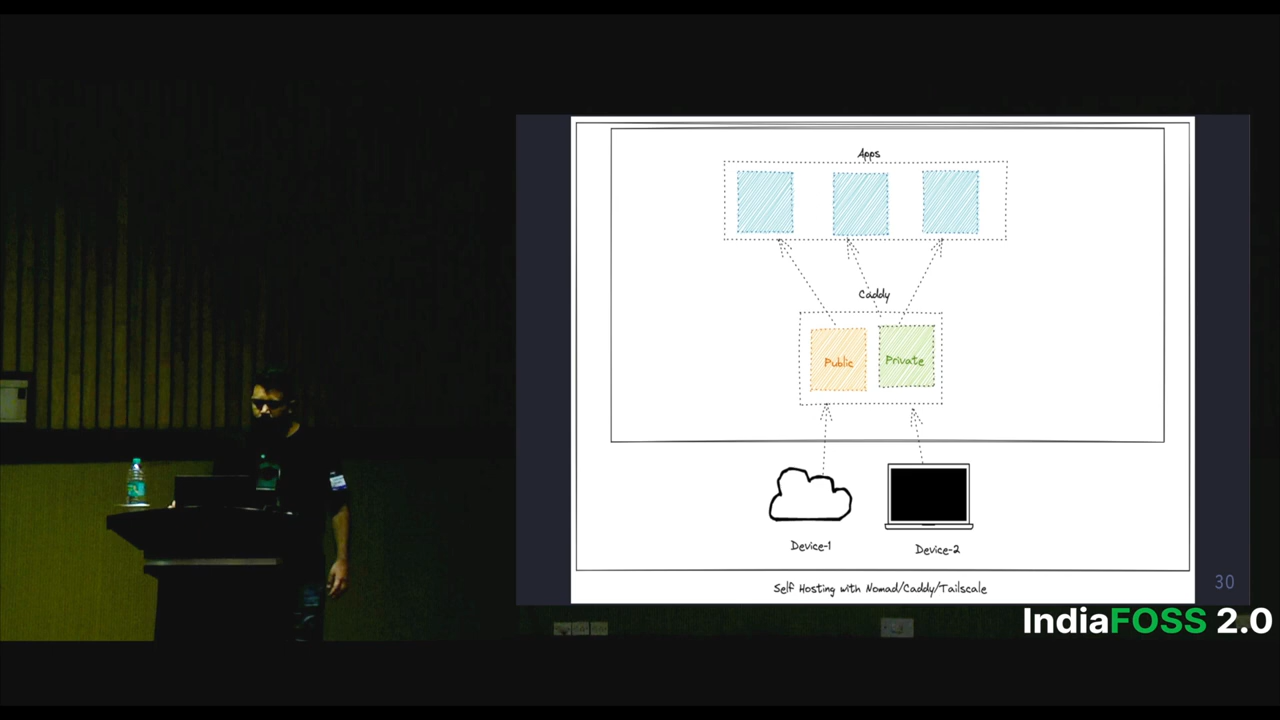 Apps
Caddy
Public
Private
Device-1
Device-2
Self Hosting with Nomad/Caddy/Tailscale
30
IndiaFOSS 2.0